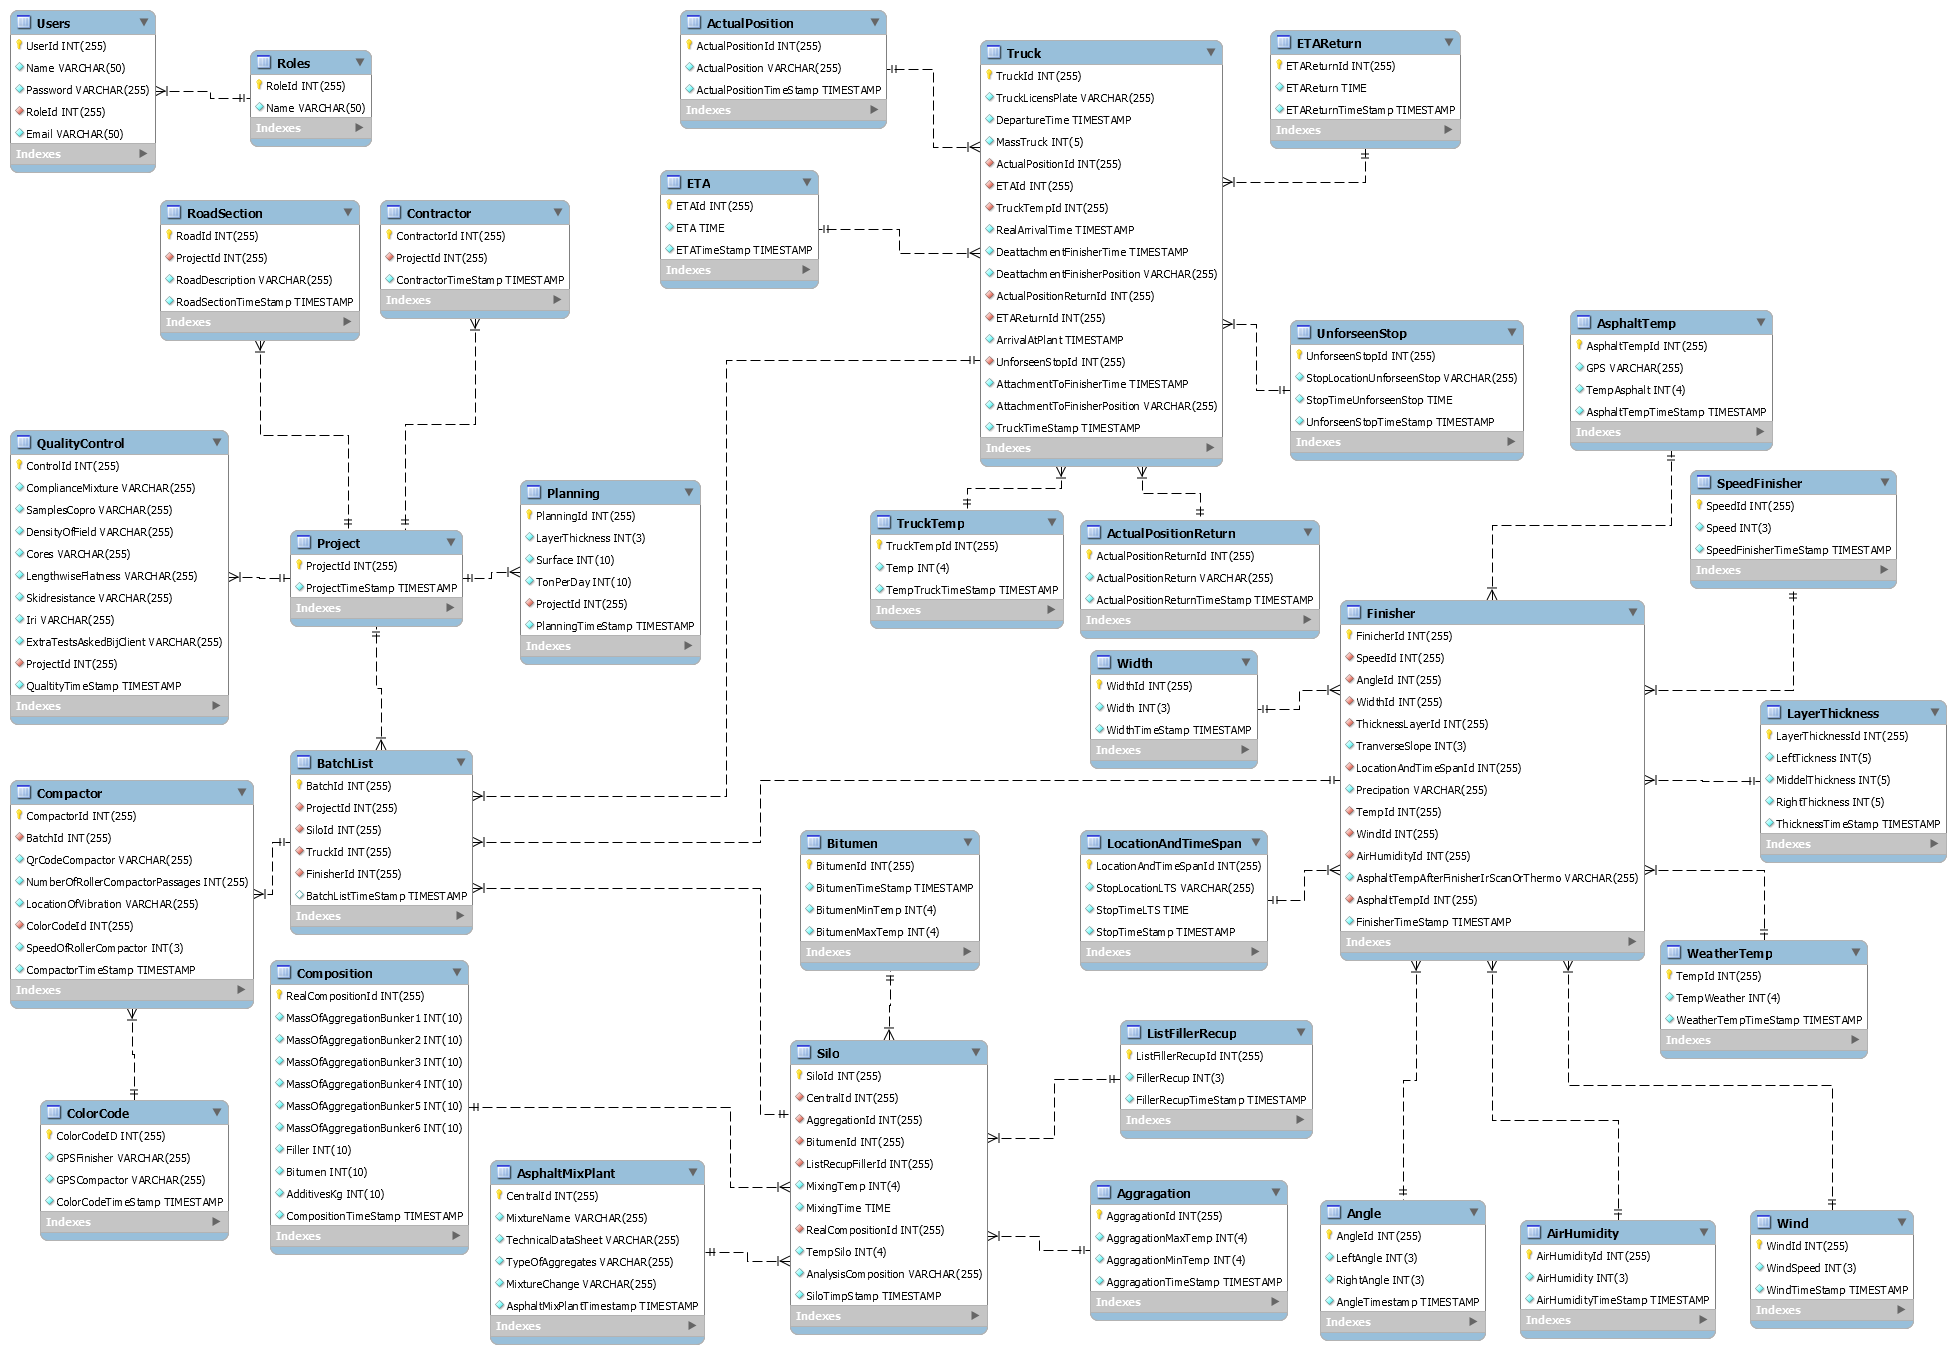 Users
UserId INT(255)
Name VARCHAR(50)
Password VARCHAR(255)
RoleId INT(255)
Email VARCHAR(50)
Indexes
Roles
RoleId INT(255)
Name VARCHAR(50)
Indexes
ActualPosition
ActualPositionId INT(255)
ActualPosition VARCHAR(255)
ActualPositionTimeStamp TIMESTAMP
Indexes
Truck
TruckId INT(255)
TruckLicensPlate VARCHAR(255)
DepartureTime TIMESTAMP
MassTruck INT(5)
ActualPositionId INT(255)
ETAId INT(255)
TruckTempId INT(255)
RealArrivalTime TIMESTAMP
DeattachmentFinisherTime TIMESTAMP
DeattachmentFinisherPosition VARCHAR(255)
ActualPositionReturnId INT(255)
ETAReturnId INT(255)
ArrivalAtPlant TIMESTAMP
UnforseenStopId INT(255)
AttachmentToFinisherTime TIMESTAMP
AttachmentToFinisherPosition VARCHAR(255)
TruckTimeStamp TIMESTAMP
Indexes
ETAReturn
ETAReturnId INT(255)
ETAReturn TIME
ETAReturnTimeStamp TIMESTAMP
Indexes
ETA
ETAId INT(255)
ETA TIME
ETATimeStamp TIMESTAMP
Indexes
RoadSection
RoadId INT(255)
ProjectId INT(255)
RoadDescription VARCHAR(255)
RoadSectionTimeStamp TIMESTAMP
Indexes
Contractor
ContractorId INT(255)
ProjectId INT(255)
ContractorTimeStamp TIMESTAMP
Indexes
UnforseenStop
UnforseenStopId INT(255)
StopLocationUnforseenStop VARCHAR(255)
StopTimeUnforseenStop TIME
UnforseenStopTimeStamp TIMESTAMP
Indexes
AsphaltTemp
AsphaltTempId INT(255)
GPS VARCHAR(255)
TempAsphalt INT(4)
AsphaltTempTimeStamp TIMESTAMP
Indexes
QualityControl
ControlId INT(255)
ComplianceMixture VARCHAR(255)
SamplesCopro VARCHAR(255)
DensityOfField VARCHAR(255)
Cores VARCHAR(255)
LengthwiseFlatness VARCHAR(255)
Skidresistance VARCHAR(255)
Iri VARCHAR(255)
ExtraTestsAskedBijClient VARCHAR(255)
ProjectId INT(255)
QualtityTimeStamp TIMESTAMP
Indexes
Project
ProjectId INT(255)
ProjectTimeStamp TIMESTAMP
Indexes
Planning
PlanningId INT(255)
LayerThickness INT(3)
Surface INT(10)
TonPerDay INT(10)
ProjectId INT(255)
PlanningTimeStamp TIMESTAMP
Indexes
TruckTemp
TruckTempId INT(255)
Temp INT(4)
TempTruckTimeStamp TIMESTAMP
Indexes
ActualPositionReturn
ActualPositionReturnId INT(255)
ActualPositionReturn VARCHAR(255)
ActualPositionReturnTimeStamp TIMESTAMP
Indexes
SpeedFinisher
SpeedId INT(255)
Speed INT(3)
SpeedFinisherTimeStamp TIMESTAMP
Indexes
Finisher
FinicherId INT(255)
SpeedId INT(255)
AngleId INT(255)
WidthId INT(255)
ThicknessLayerId INT(255)
TranverseSlope INT(3)
LocationAndTimeSpanId INT(255)
Precipation VARCHAR(255)
TempId INT(255)
WindId INT(255)
AirHumidityId INT(255)
AsphaltTempAfterFinisherIrScanOrThermo VARCHAR(255)
AsphaltTempId INT(255)
FinisherTimeStamp TIMESTAMP
Indexes
Width
WidthId INT(255)
Width INT(3)
WidthTimeStamp TIMESTAMP
Indexes
LayerThickness
LayerThicknessId INT(255)
LeftTickness INT(5)
MiddelThickness INT(5)
RightThickness INT(5)
ThicknessTimeStamp TIMESTAMP
Indexes
BatchList
BatchId INT(255)
ProjectId INT(255)
SiloId INT(255)
TruckId INT(255)
FinisherId INT(255)
BatchListTimeStamp TIMESTAMP
Indexes
Compactor
CompactorId INT(255)
BatchId INT(255)
QrCodeCompactor VARCHAR(255)
NumberOfRollerCompactorPassages INT(255)
LocationOfVibration VARCHAR(255)
ColorCodeId INT(255)
SpeedOfRollerCompactor INT(3)
CompactorTimeStamp TIMESTAMP
Indexes
Bitumen
BitumenId INT(255)
BitumenTimeStamp TIMESTAMP
BitumenMinTemp INT(4)
BitumenMaxTemp INT(4)
Indexes
LocationAndTimeSpan
LocationAndTimeSpanId INT(255)
StopLocationLTS VARCHAR(255)
StopTimeLTS TIME
StopTimeStamp TIMESTAMP
Indexes
WeatherTemp
TempId INT(255)
TempWeather INT(4)
WeatherTempTimeStamp TIMESTAMP
Indexes
Composition
RealCompositionId INT(255)
MassOfAggregationBunker1 INT(10)
MassOfAggregationBunker2 INT(10)
MassOfAggregationBunker3 INT(10)
MassOfAggregationBunker4 INT(10)
MassOfAggregationBunker5 INT(10)
MassOfAggregationBunker6 INT(10)
Filler INT(10)
Bitumen INT(10)
AdditivesKg INT(10)
CompositionTimeStamp TIMESTAMP
Indexes
Silo
SiloId INT(255)
CentralId INT(255)
AggregationId INT(255)
BitumenId INT(255)
ListRecupFillerId INT(255)
MixingTemp INT(4)
MixingTime TIME
RealCompositionId INT(255)
TempSilo INT(4)
AnalysisComposition VARCHAR(255)
SiloTimpStamp TIMESTAMP
Indexes
ListFillerRecup
ListFillerRecupId INT(255)
FillerRecup INT(3)
FillerRecupTimeStamp TIMESTAMP
Indexes
ColorCode
ColorCodeID INT(255)
GPSFinisher VARCHAR(255)
GPSCompactor VARCHAR(255)
ColorCodeTimeStamp TIMESTAMP
Indexes
AsphaltMixPlant
CentralId INT(255)
MixtureName VARCHAR(255)
TechnicalDataSheet VARCHAR(255)
TypeOfAggregates VARCHAR(255)
MixtureChange VARCHAR(255)
AsphaltMixPlantTimestamp TIMESTAMP
Indexes
Aggragation
AggragationId INT(255)
AggragationMaxTemp INT(4)
AggragationMinTemp INT(4)
AggragationTimeStamp TIMESTAMP
Indexes
Angle
AngleId INT(255)
LeftAngle INT(3)
RightAngle INT(3)
AngleTimestamp TIMESTAMP
Indexes
AirHumidity
AirHumidityId INT(255)
AirHumidity INT(3)
AirHumidityTimeStamp TIMESTAMP
Indexes
Wind
WindId INT(255)
WindSpeed INT(3)
WindTimeStamp TIMESTAMP
Indexes